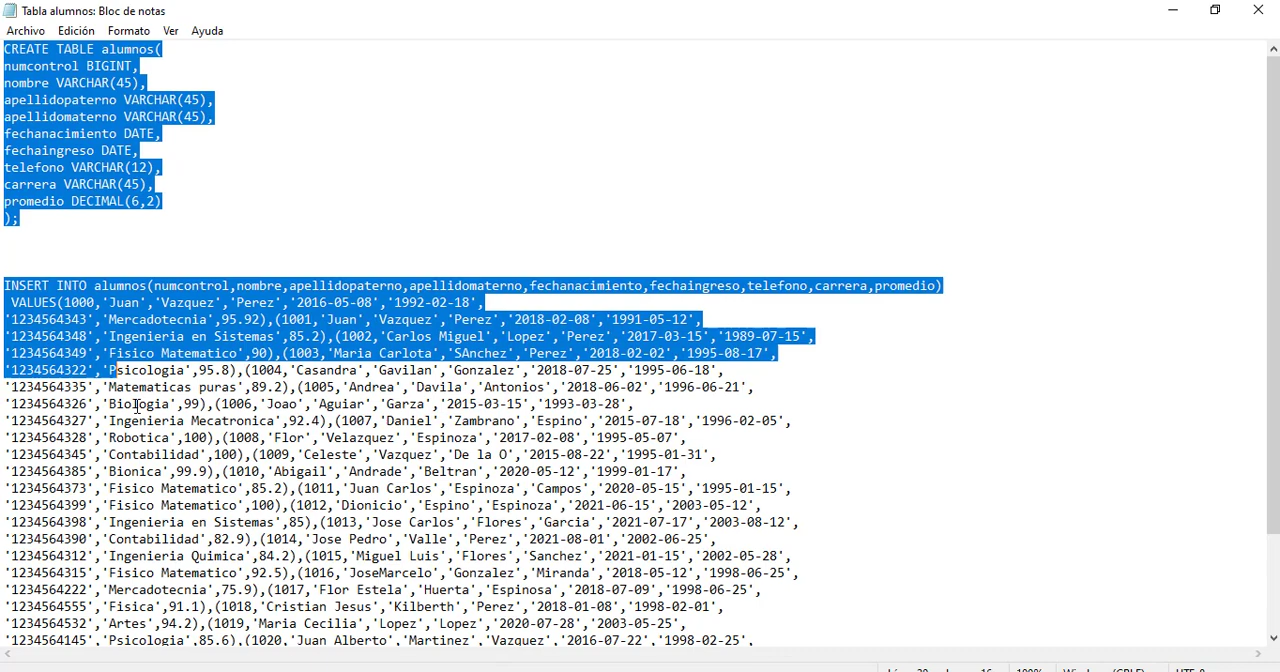 Tabla alumnos: Bloc de notas
Archivo Edición Formato Ver Ayuda
CREATE TABLE alumnos(
numcontrol BIGINT,
nombre VARCHAR(45),
apellidopaterno VARCHAR(45),
apellidomaterno VARCHAR(45),
fechanacimiento DATE,
fechaingreso DATE,
telefono VARCHAR(12),
carrera VARCHAR(45),
promedio DECIMAL(6,2)
);
INSERT INTO alumnos(numcontrol,nombre,apellidopaterno,apellidomaterno,fechanacimiento,fechaingreso,telefono,carrera,promedio)
VALUES(1000,'Juan','Vazquez','Perez','2016-05-08','1992-02-18',
'1234564343','Mercadotecnia',95.92),(1001,'Juan','Vazquez','Perez','2018-02-08','1991-05-12',
'1234564348','Ingenieria en Sistemas',85.2),(1002,'Carlos Miguel','Lopez','Perez','2017-03-15','1989-07-15',
'1234564349','Fisico Matematico',90),(1003,'Maria Carlota','SAnchez','Perez','2018-02-02','1995-08-17',
'1234564322','Psicologia',95.8),(1004,'Casandra','Gavilan','Gonzalez','2018-07-25','1995-06-18',
'1234564335','Matematicas puras',89.2),(1005,'Andrea','Davila','Antonios','2018-06-02','1996-06-21',
'1234564326','Biologia',99),(1006,'Joao','Aguiar','Garza','2015-03-15','1993-03-28',
'1234564327','Ingenieria Mecatronica',92.4),(1007,'Daniel','Zambrano','Espino','2015-07-18','1996-02-05',
'1234564328','Robotica',100),(1008,'Flor','Velazquez','Espinoza','2017-02-08','1995-05-07',
'1234564345','Contabilidad',100),(1009,'Celeste','Vazquez','De la O','2015-08-22','1995-01-31',
'1234564385','Bionica',99.9),(1010,'Abigail','Andrade','Beltran','2020-05-12','1999-01-17',
'1234564373','Fisico Matematico',85.2),(1011,'Juan Carlos','Espinoza','Campos','2020-05-15','1995-01-15',
'1234564399','Fisico Matematico',100),(1012,'Dionicio','Espino','Espinoza','2021-06-15','2003-05-12',
'1234564398','Ingenieria en Sistemas',85),(1013,'Jose Carlos','Flores','Garcia','2021-07-17','2003-08-12',
'1234564390','Contabilidad',82.9),(1014,'Jose Pedro','Valle','Perez','2021-08-01','2002-06-25',
'1234564312','Ingenieria Quimica',84.2),(1015,'Miguel Luis','Flores','Sanchez','2021-01-15','2002-05-28',
'1234564315','Fisico Matematico',92.5),(1016,'JoseMarcelo','Gonzalez','Miranda','2018-05-12','1998-06-25',
'1234564222','Mercadotecnia',75.9),(1017,'Flor Estela','Huerta','Espinosa','2018-07-09','1998-06-25',
'1234564555','Fisica',91.1),(1018,'Cristian Jesus','Kilberth','Perez','2018-01-08','1998-02-01',
'1234564532','Artes',94.2),(1019,'Maria Cecilia','Lopez','Lopez','2020-07-28','2003-05-25',
'1234564145','Psicologia',85.6),(1020,'Juan Alberto','Martinez','Vazquez','2016-07-22','1998-02-25',